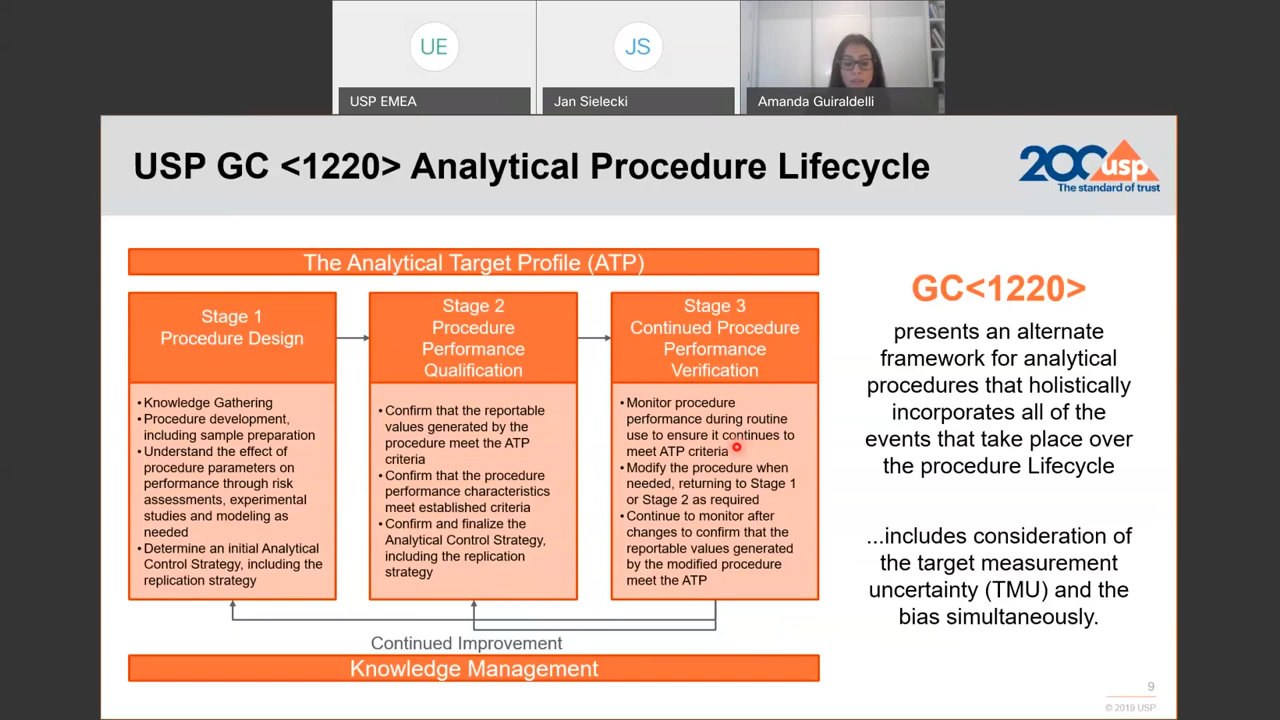 UE
JS
USP EMEA
Jan Sielecki
Amanda Guiraldelli
USP GC <1220> Analytical Procedure Lifecycle
200 usp
The standard of trust
The Analytical Target Profile (ATP)
Stage 1
Procedure Design
•Knowledge Gathering
•Procedure development,
including sample preparation
•Understand the effect of
procedure parameters on
performance through risk
assessments, experimental
studies and modeling as
needed
•Determine an initial Analytical
Control Strategy, including the
replication strategy
Stage 2
Procedure
Performance
Qualification
•Confirm that the reportable
values generated by the
procedure meet the ATP
criteria
•Confirm that the procedure
performance characteristics
meet established criteria
•Confirm and finalize the
Analytical Control Strategy,
including the replication
strategy
Stage 3
Continued Procedure
Performance
Verification
•Monitor procedure
performance during routine
use to ensure it continues to
meet ATP criteria
•Modify the procedure when
needed, returning to Stage 1
or Stage 2 as required
•Continue to monitor after
changes to confirm that the
reportable values generated
by the modified procedure
meet the ATP
Continued Improvement
Knowledge Management
GC<1220>
presents an alternate
framework for analytical
procedures that holistically
incorporates all of the
events that take place over
the procedure Lifecycle
...includes consideration of
the target measurement
uncertainty (TMU) and the
bias simultaneously.
9
© 2019 USP